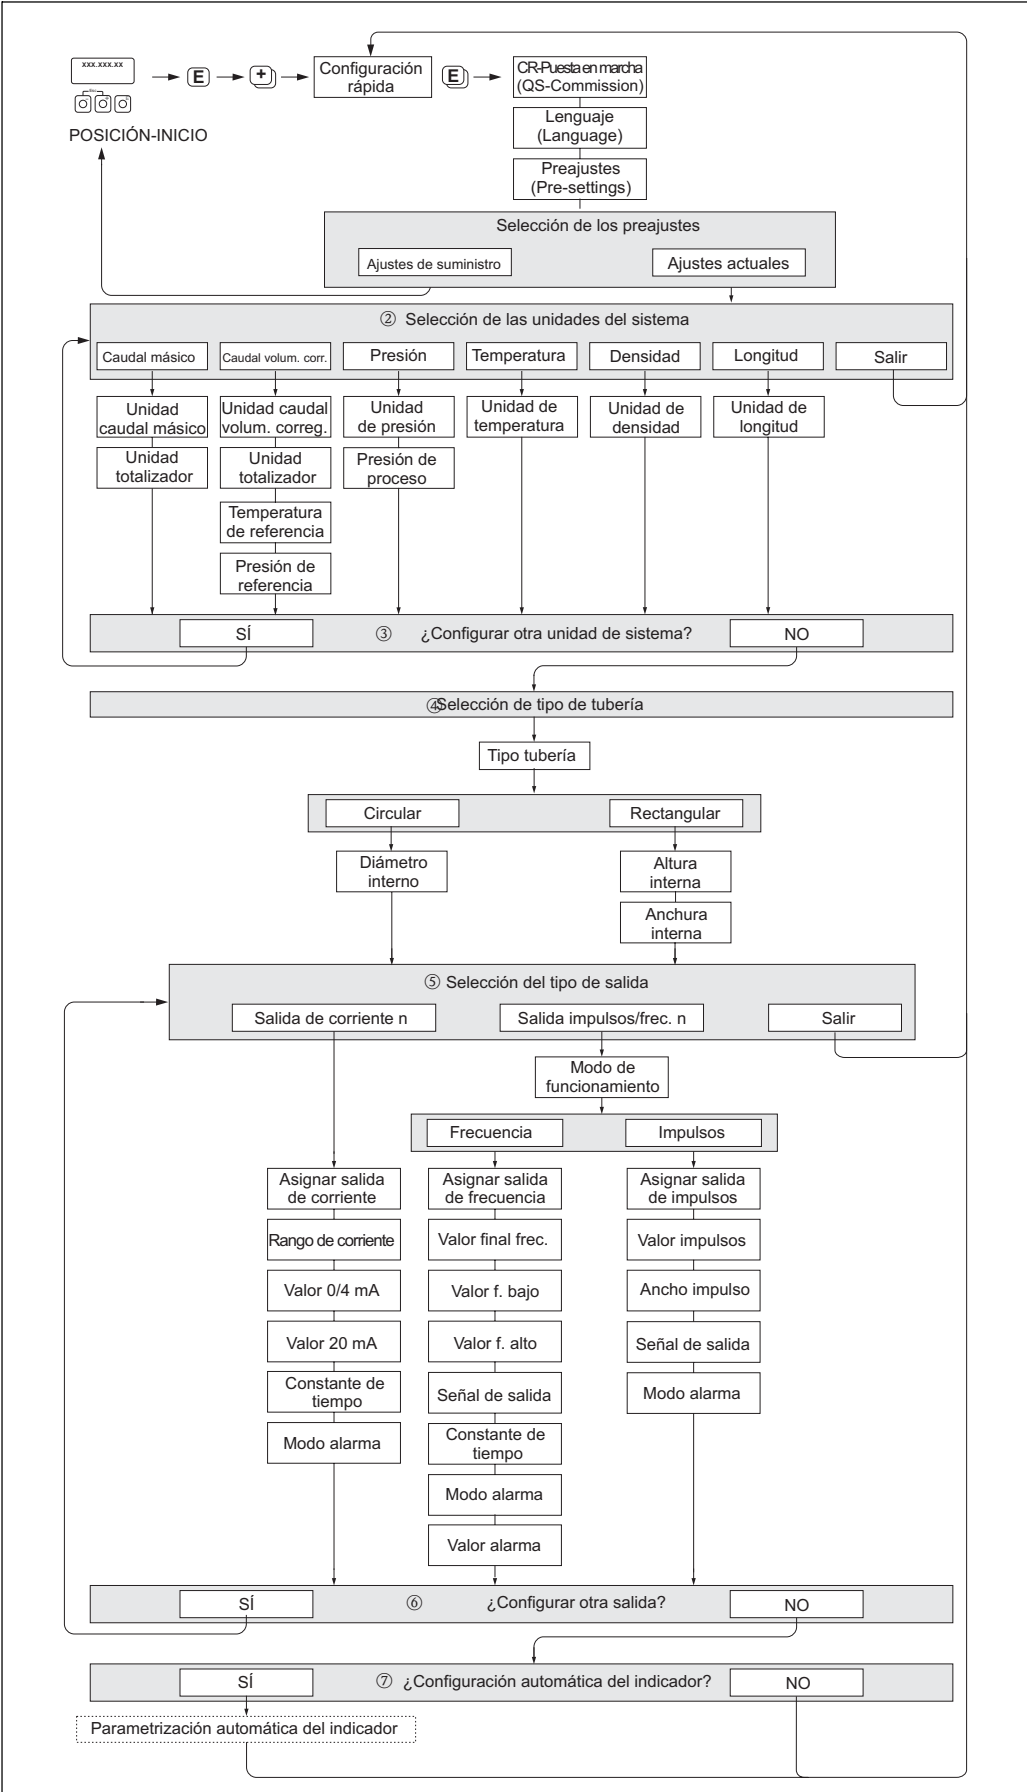 xxx.xxx.xx
Esc
E
+
Configuración
rápida
E
CR-Puesta en marcha
(QS-Commission)
POSICIÓN-INICIO
Lenguaje
(Language)
Preajustes
(Pre-settings)
Selección de los preajustes
Ajustes de suministro
Ajustes actuales
② Selección de las unidades del sistema
Caudal másico
Caudal volum. corr.
Presión
Temperatura
Densidad
Longitud
Salir
Unidad
caudal másico
Unidad caudal
volum. correg.
Unidad
de presión
Unidad de
temperatura
Unidad de
densidad
Unidad de
longitud
Unidad
totalizador
Unidad
totalizador
Presión de
proceso
Temperatura
de referencia
Presión de
referencia
SÍ
③ ¿Configurar otra unidad de sistema?
NO
④Selección de tipo de tubería
Tipo tubería
Circular
Rectangular
Diámetro
interno
Altura
interna
Anchura
interna
⑤ Selección del tipo de salida
Salida de corriente n
Salida impulsos/frec. n
Salir
Modo de
funcionamiento
Frecuencia
Impulsos
Asignar salida
de corriente
Asignar salida
de frecuencia
Asignar salida
de impulsos
Rango de corriente
Valor final frec.
Valor impulsos
Valor 0/4 mA
Valor f. bajo
Ancho impulso
Valor 20 mA
Valor f. alto
Señal de salida
Constante de
tiempo
Señal de salida
Modo alarma
Modo alarma
Constante de
tiempo
Modo alarma
Valor alarma
SÍ
⑥ ¿Configurar otra salida?
NO
SÍ
⑦ ¿Configuración automática del indicador?
NO
Parametrización automática del indicador